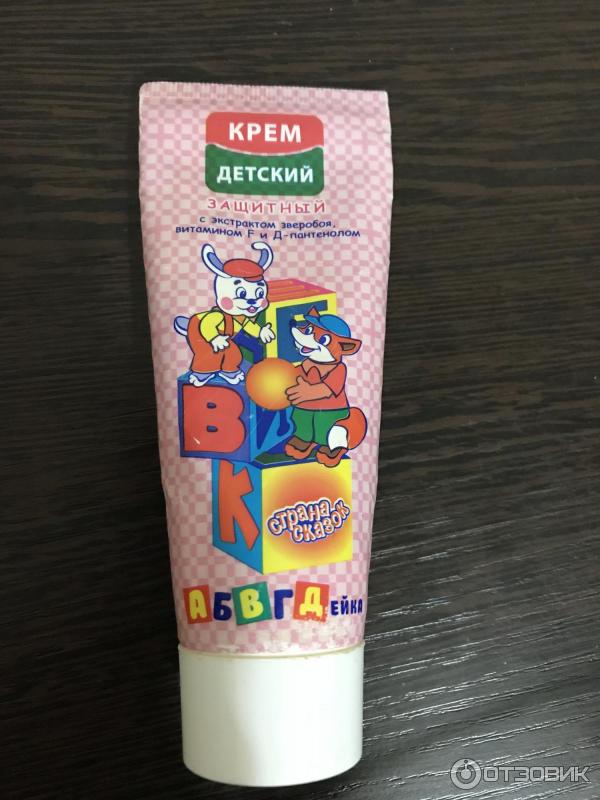 КРЕМ
ДЕТСКИЙ
ЗАЩИТНЫЙ
с экстрактом зверобоя,
витамином F и Д-пантенолом
Б
В
К
страна
сказок
АБВГДЕЙКА
ОТЗОВИК